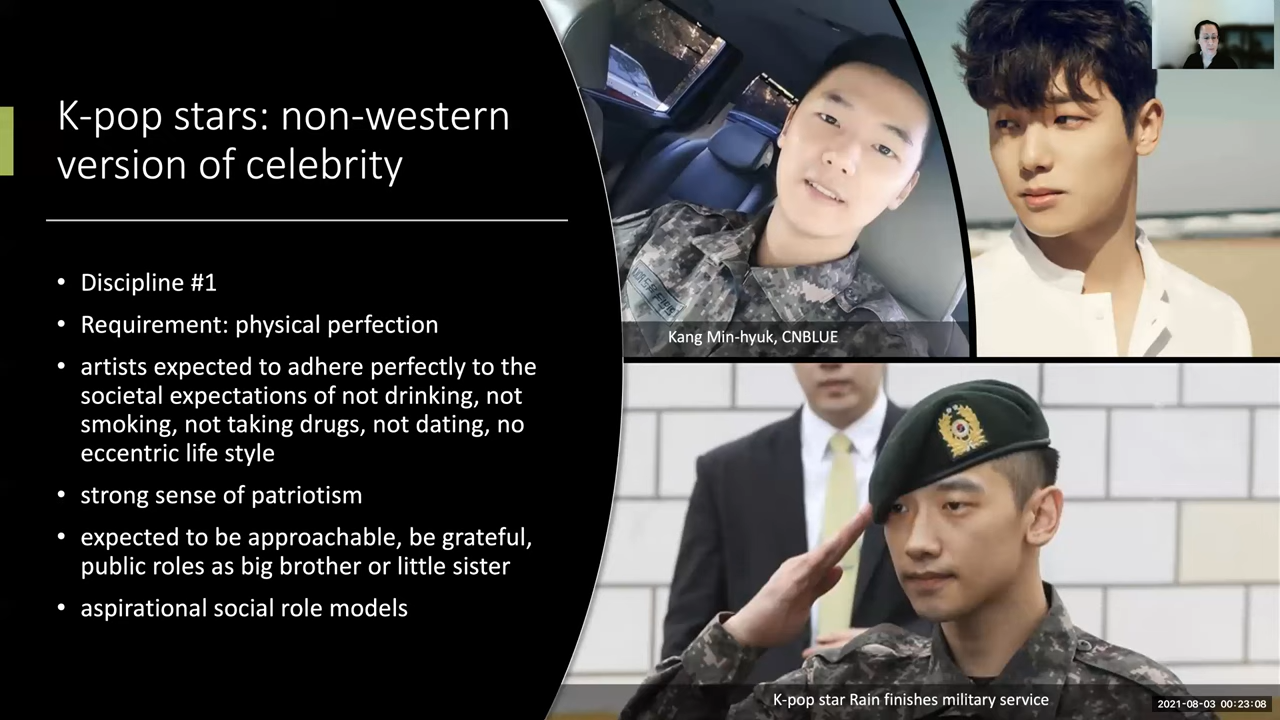 K-pop stars: non-western
version of celebrity
• Discipline #1
• Requirement: physical perfection
• artists expected to adhere perfectly to the
societal expectations of not drinking, not
smoking, not taking drugs, not dating, no
eccentric life style
• strong sense of patriotism
• expected to be approachable, be grateful,
public roles as big brother or little sister
• aspirational social role models
Kang Min-hyuk, CNBLUE
K-pop star Rain finishes military service
2021-08-03 00:23:08